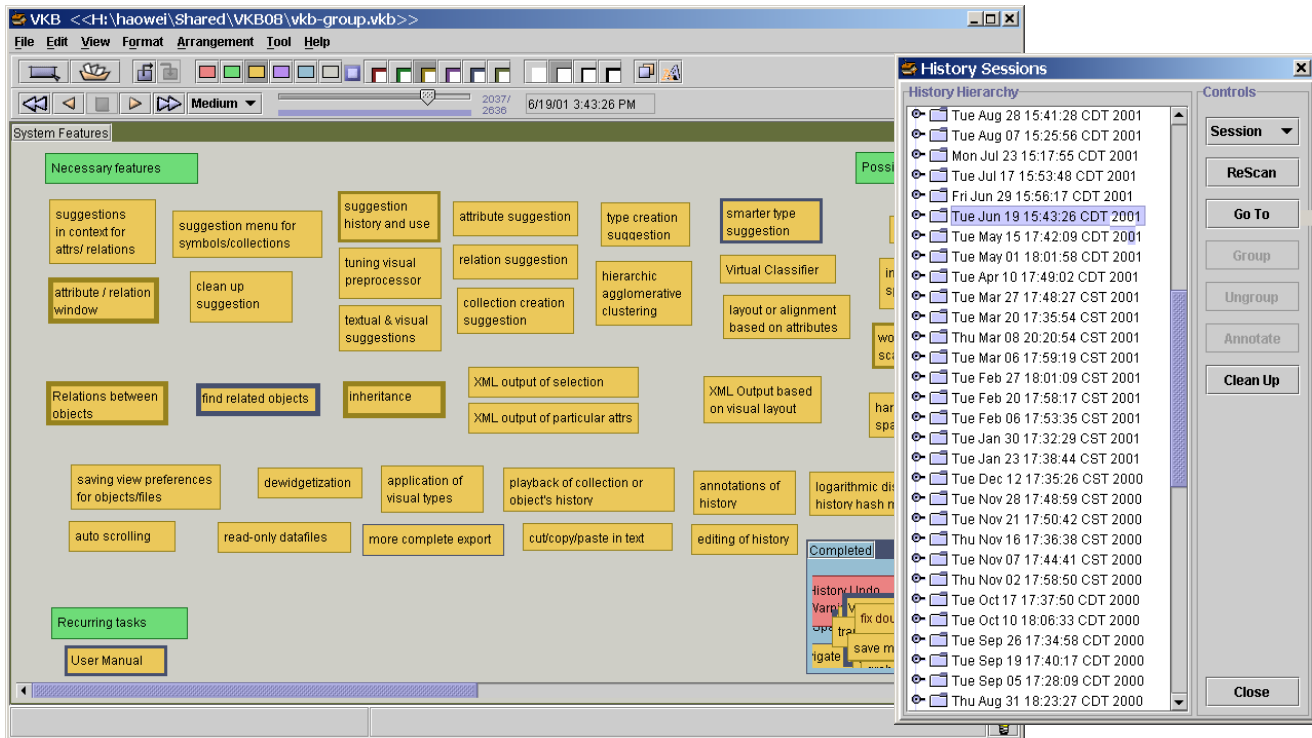 VKB <<H:\haowei\Shared\VKB08\vkb-group.vkb>>
File Edit View Format Arrangement Tool Help
Medium
2037/
2636
6/19/01 3:43:26 PM
System Features
Necessary features
Possi
suggestions
in context for
attrs/ relations
suggestion menu for
symbols/collections
suggestion
history and use
attribute suggestion
type creation
suggestion
smarter type
suggestion
attribute / relation
window
clean up
suggestion
tuning visual
preprocessor
relation suggestion
hierarchic
agglomerative
clustering
Virtual Classifier
in
sp
textual & visual
suggestions
collection creation
suggestion
layout or alignment
based on attributes
wo
sca
Relations between
objects
find related objects
inheritance
XML output of selection
XML output of particular attrs
XML Output based
on visual layout
har
spa
saving view preferences
for objects/files
dewidgetization
application of
visual types
playback of collection or
object's history
annotations of
history
logarithmic dis
history hash m
auto scrolling
read-only datafiles
more complete export
cut/copy/paste in text
editing of history
Completed
History Undo
fix dou
tra
save m
rigate
Recurring tasks
User Manual
History Sessions
History Hierarchy
Tue Aug 28 15:41:28 CDT 2001
Tue Aug 07 15:25:56 CDT 2001
Mon Jul 23 15:17:55 CDT 2001
Tue Jul 17 15:53:48 CDT 2001
Fri Jun 29 15:56:17 CDT 2001
Tue Jun 19 15:43:26 CDT 2001
Tue May 15 17:42:09 CDT 2001
Tue May 01 18:01:58 CDT 2001
Tue Apr 10 17:49:02 CDT 2001
Tue Mar 27 17:48:27 CST 2001
Tue Mar 20 17:35:54 CST 2001
Thu Mar 08 20:20:54 CST 2001
Tue Mar 06 17:59:19 CST 2001
Tue Feb 27 18:01:09 CST 2001
Tue Feb 20 17:58:17 CST 2001
Tue Feb 06 17:53:35 CST 2001
Tue Jan 30 17:32:29 CST 2001
Tue Jan 23 17:38:44 CST 2001
Tue Dec 12 17:35:26 CST 2000
Tue Nov 28 17:48:59 CST 2000
Tue Nov 21 17:50:42 CST 2000
Thu Nov 16 17:36:38 CST 2000
Tue Nov 07 17:44:41 CST 2000
Thu Nov 02 17:58:50 CST 2000
Tue Oct 17 17:37:50 CDT 2000
Tue Oct 10 18:06:33 CDT 2000
Tue Sep 26 17:34:58 CDT 2000
Tue Sep 19 17:40:17 CDT 2000
Tue Sep 05 17:28:09 CDT 2000
Thu Aug 31 18:23:27 CDT 2000
Controls
Session
ReScan
Go To
Group
Ungroup
Annotate
Clean Up
Close